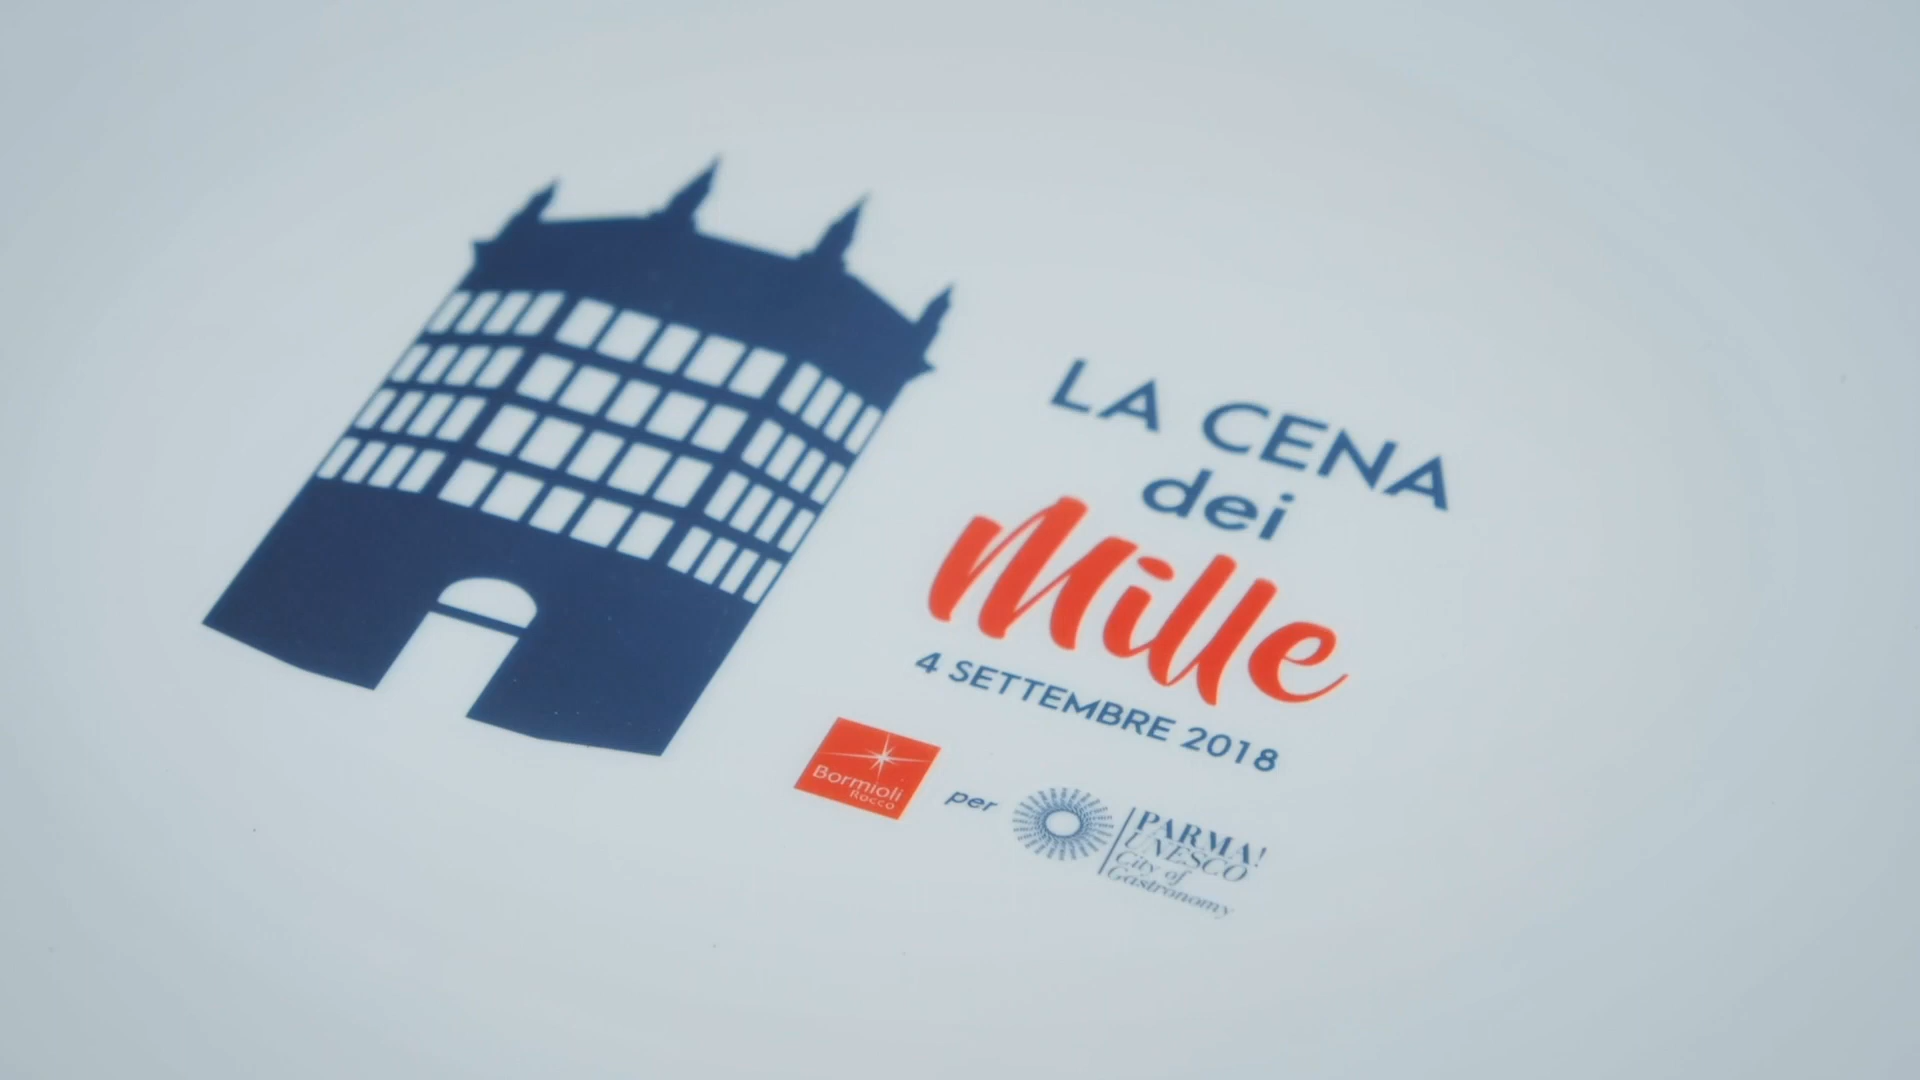 LA CENA
dei
Mille
4 SETTEMBRE 2018
Bormioli
Rocco
per
PARMA!
UNESCO
City of
Gastronomy